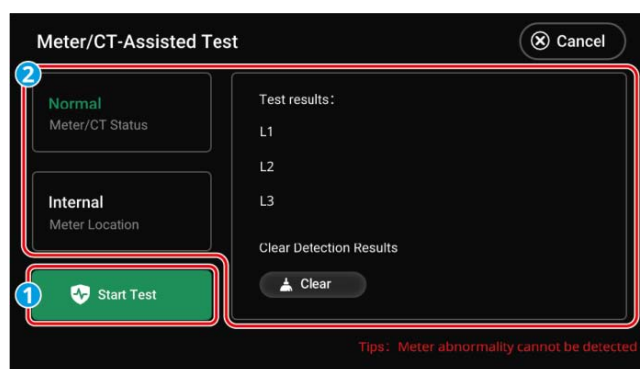 Meter/CT-Assisted Test
Cancel
2
Normal
Meter/CT Status
Internal
Meter Location
1
Start Test
Test results:
L1
L2
L3
Clear Detection Results
Clear
Tips: Meter abnormality cannot be detected